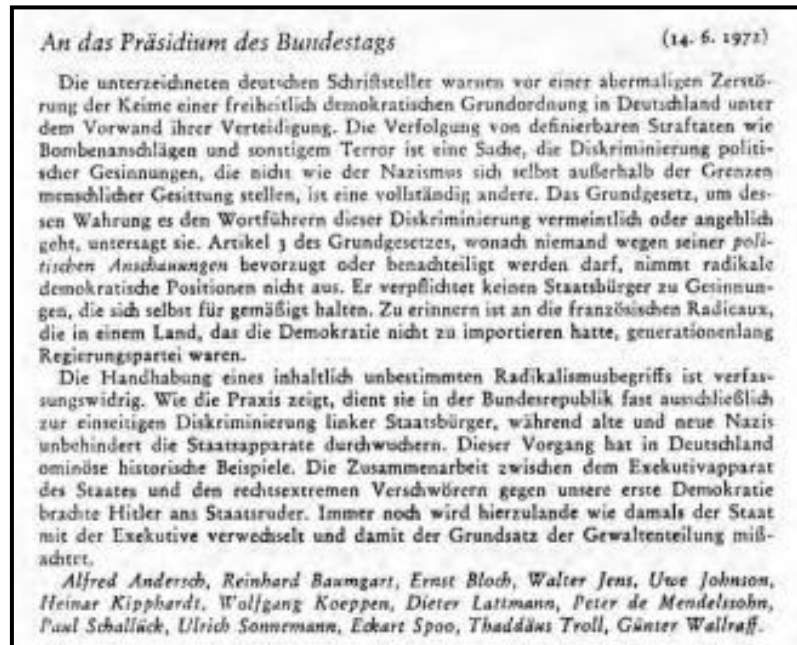 An das Präsidium des Bundestags (14. 6. 1972)
Die unterzeichneten deutschen Schriftsteller warnen vor einer abermaligen Zerstö-
rung der Keime einer freiheitlich demokratischen Grundordnung in Deutschland unter
dem Vorwand ihrer Verteidigung. Die Verfolgung von definierbaren Straftaten wie
Bombenanschlägen und sonstigem Terror ist eine Sache, die Diskriminierung politi-
scher Gesinnungen, die nicht wie der Nazismus sich selbst außerhalb der Grenzen
menschlicher Gesittung stellen, ist eine vollständig andere. Das Grundgesetz, um des-
sen Wahrung es den Wortführern dieser Diskriminierung vermeintlich oder angeblich
geht, untersagt sie. Artikel 3 des Grundgesetzes, wonach niemand wegen seiner poli-
tischen Anschauungen bevorzugt oder benachteiligt werden darf, nimmt radikale
demokratische Positionen nicht aus. Er verpflichtet keinen Staatsbürger zu Gesinnun-
gen, die sich selbst für gemäßigt halten. Zu erinnern ist an die französischen Radicaux,
die in einem Land, das die Demokratie nicht zu importieren hatte, generationenlang
Regierungspartei waren.
Die Handhabung eines inhaltlich unbestimmten Radikalismusbegriffs ist verfas-
sungswidrig. Wie die Praxis zeigt, dient sie in der Bundesrepublik fast ausschließlich
zur einseitigen Diskriminierung linker Staatsbürger, während alte und neue Nazis
unbehindert die Staatsapparate durchwuchern. Dieser Vorgang hat in Deutschland
ominöse historische Beispiele. Die Zusammenarbeit zwischen dem Exekutivapparat
des Staates und den rechtsextremen Verschwörern gegen unsere erste Demokratie
brachte Hitler ans Staatsruder. Immer noch wird hierzulande wie damals der Staat
mit der Exekutive verwechselt und damit der Grundsatz der Gewaltenteilung miß-
achtet.
Alfred Andersch, Reinhard Baumgart, Ernst Bloch, Walter Jens, Uwe Johnson,
Heinar Kipphardt, Wolfgang Koeppen, Dieter Lattmann, Peter de Mendelssohn,
Paul Schallück, Ulrich Sonnemann, Eckart Spoo, Thaddäus Troll, Günter Wallraff.